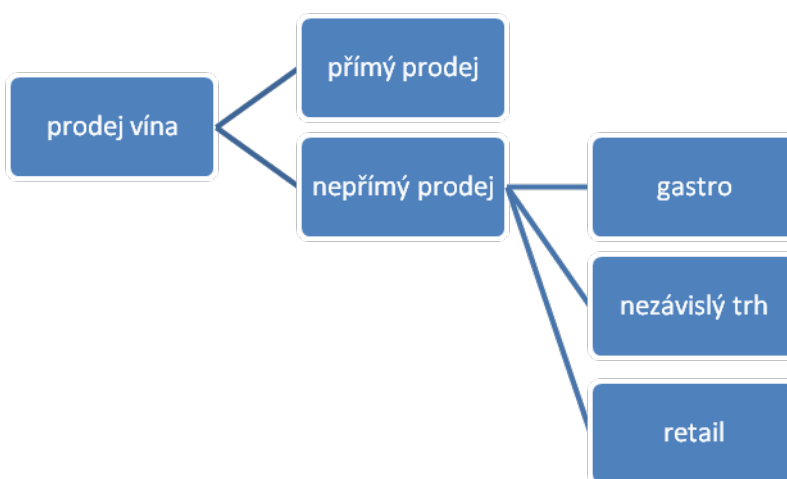 přímý prodej
prodej vína
nepřímý prodej
gastro
nezávislý trh
retail